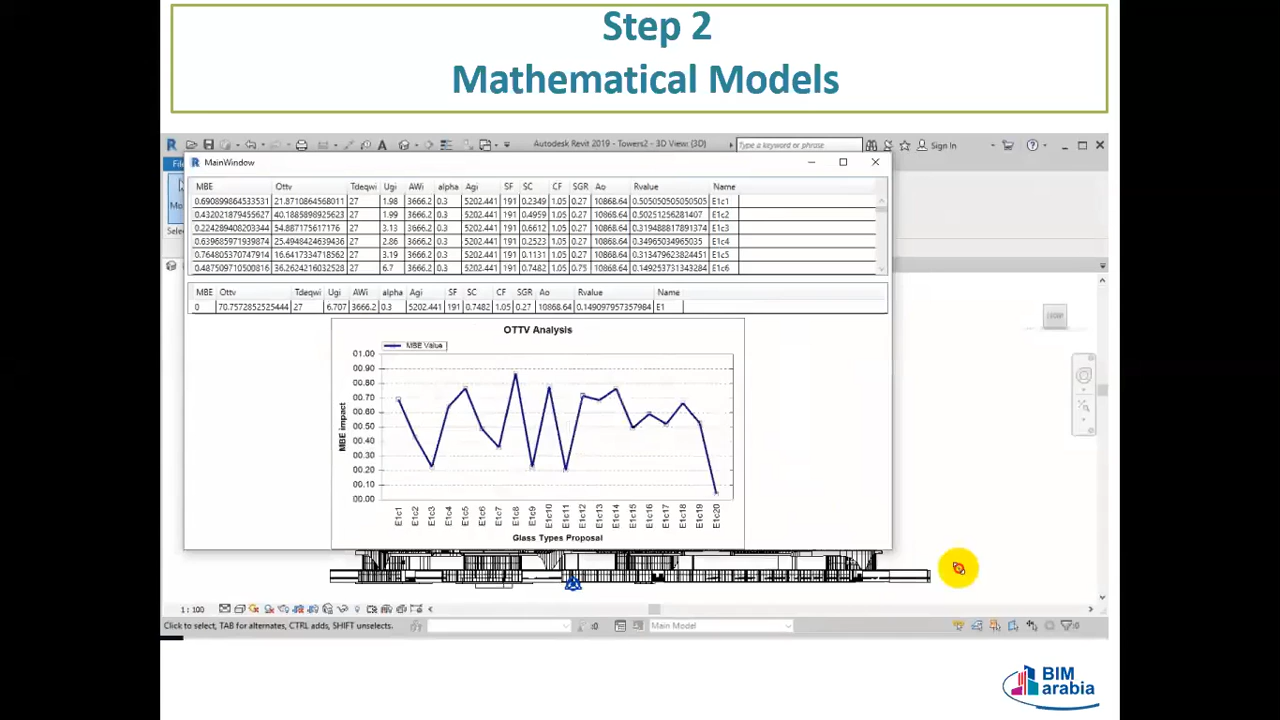 Step 2
Mathematical Models
Autodesk Revit 2019 - Towers2 - 3D View: {3D}
Type a keyword or phrase
Sign In
MainWindow
MBE Ottv Tdeqwi Ugi AWi alpha Agi SF SC CF SGR Ao Rvalue Name
0.690899864533531 21.8710864568011 27 1.98 3666.2 0.3 5202.441 191 0.2349 1.05 0.27 10868.64 0.505050505050505 E1c1
0.432021879455627 40.1885898925623 27 1.99 3666.2 0.3 5202.441 191 0.4959 1.05 0.27 10868.64 0.50251256281407 E1c2
0.224289408203344 54.887175617176 27 3.13 3666.2 0.3 5202.441 191 0.6612 1.05 0.27 10868.64 0.319488817891374 E1c3
0.639685971939874 25.4948424639436 27 2.86 3666.2 0.3 5202.441 191 0.2523 1.05 0.27 10868.64 0.34965034965035 E1c4
0.764805370747914 16.6417334718562 27 3.19 3666.2 0.3 5202.441 191 0.1131 1.05 0.27 10868.64 0.313479623824451 E1c5
0.487509710500816 36.2624216032528 27 6.7 3666.2 0.3 5202.441 191 0.7482 1.05 0.75 10868.64 0.149253731343284 E1c6
MBE Ottv Tdeqwi Ugi AWi alpha Agi SF SC CF SGR Ao Rvalue Name
0 70.7572852525444 27 6.707 3666.2 0.3 5202.441 191 0.7482 1.05 0.27 10868.64 0.149097957357984 E1
OTTV Analysis
MBE Value
01.00
00.90
00.80
00.70
00.60
00.50
00.40
00.30
00.20
00.10
00.00
MBE impact
E1c1 E1c2 E1c3 E1c4 E1c5 E1c6 E1c7 E1c8 E1c9 E1c10 E1c11 E1c12 E1c13 E1c14 E1c15 E1c16 E1c17 E1c18 E1c19 E1c20
Glass Types Proposal
1 : 100
Click to select, TAB for alternates, CTRL adds, SHIFT unselects.
:0
Main Model
:0
BIM
arabia